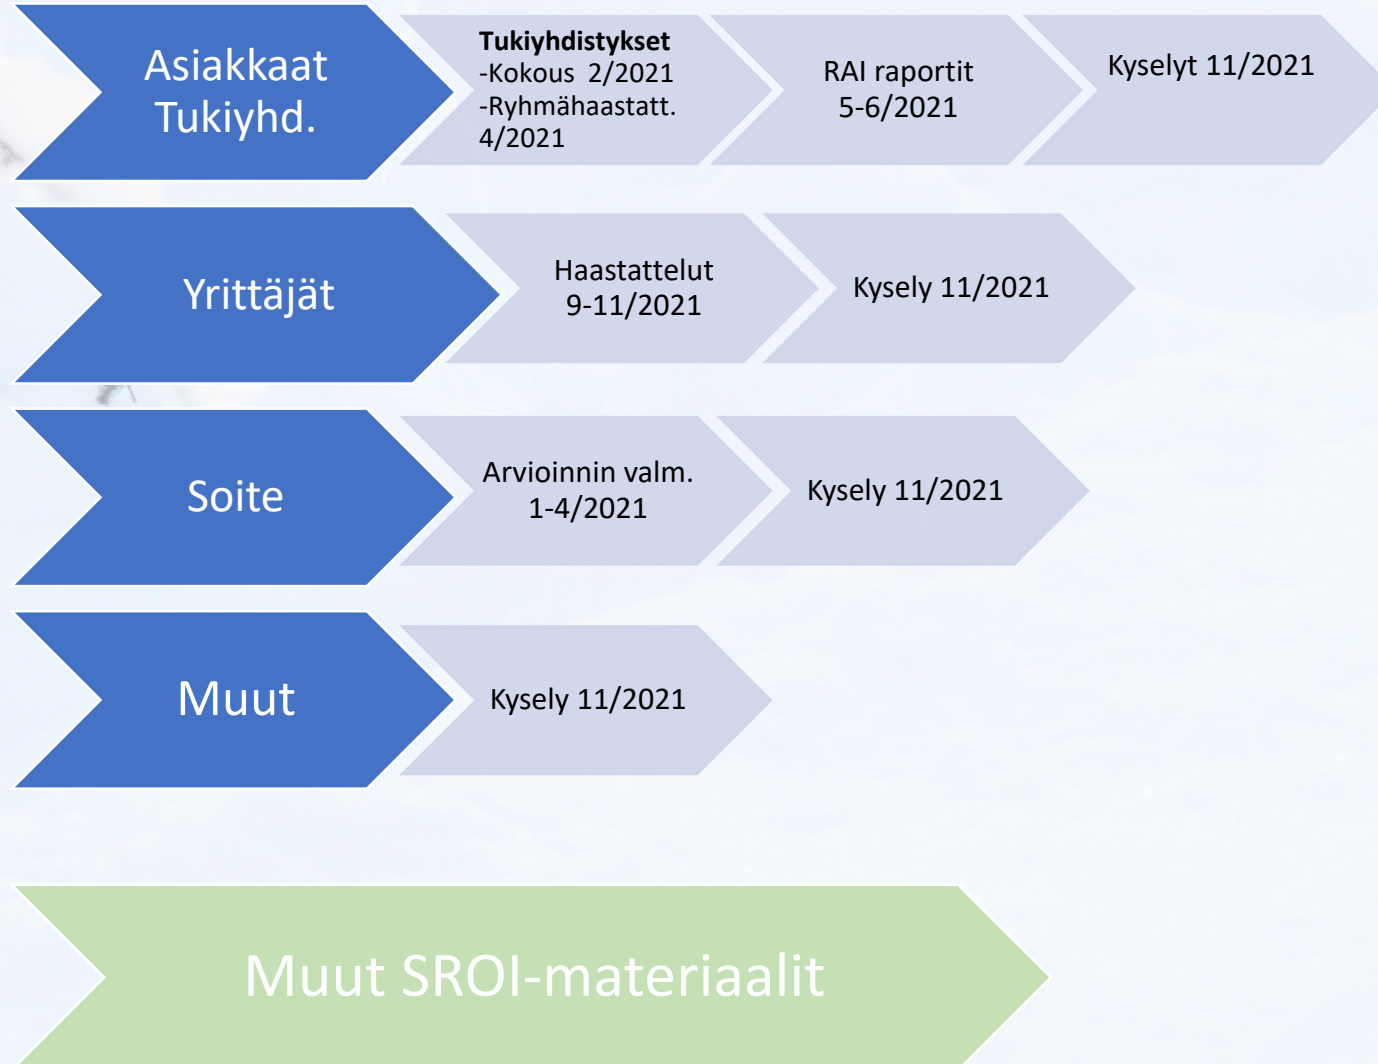 Asiakkaat
Tukiyhd.
Tukiyhdistykset
-Kokous 2/2021
-Ryhmähaastatt.
4/2021
RAI raportit
5-6/2021
Kyselyt 11/2021
Yrittäjät
Haastattelut
9-11/2021
Kysely 11/2021
Soite
Arvioinnin valm.
1-4/2021
Kysely 11/2021
Muut
Kysely 11/2021
Muut SROI-materiaalit